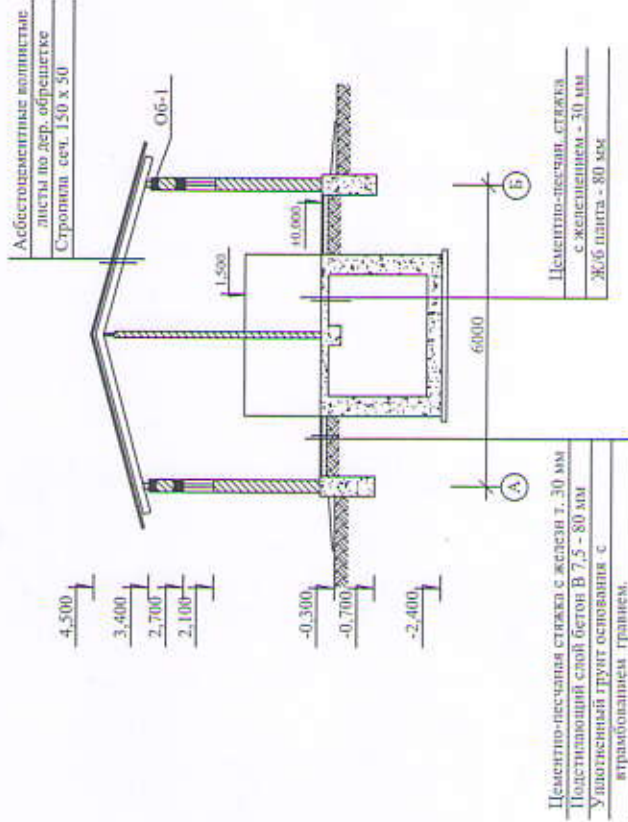 Асбестоцементные волнистые
листы по дер. обрешетке
Стропила сеч. 150 х 50
Об-1
4,500
3,400
2,700
2,100
-0,300
-0,700
-2,400
1,500
+0,000
6000
А
Б
Цементно-песчаная стяжка с железн т. 30 мм
Подстилающий слой бетон В 7,5 - 80 мм
Уплотненный грунт основания с
втрамбованием гравием.
Цементно-песчан. стяжка
с железнением - 30 мм
Ж/б плита - 80 мм